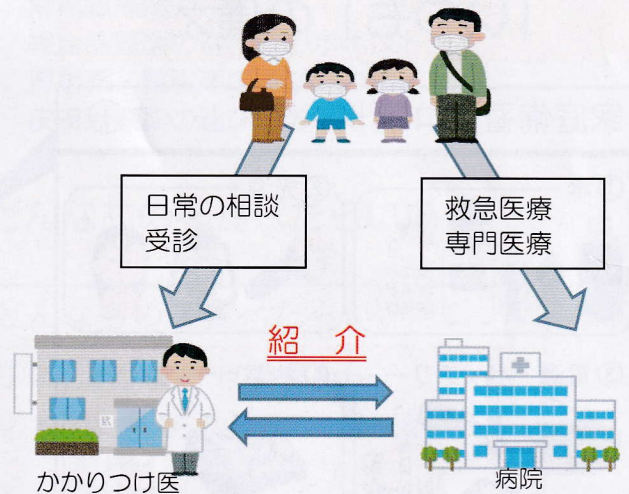 日常の相談
受診
救急医療
専門医療
紹　介
かかりつけ医
病院